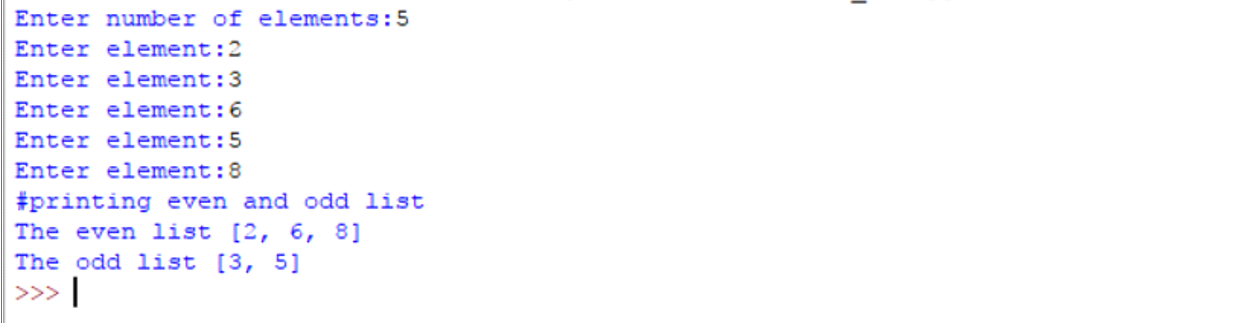 Enter number of elements:5
Enter element:2
Enter element:3
Enter element:6
Enter element:5
Enter element:8
#printing even and odd list
The even list [2, 6, 8]
The odd list [3, 5]
>>>